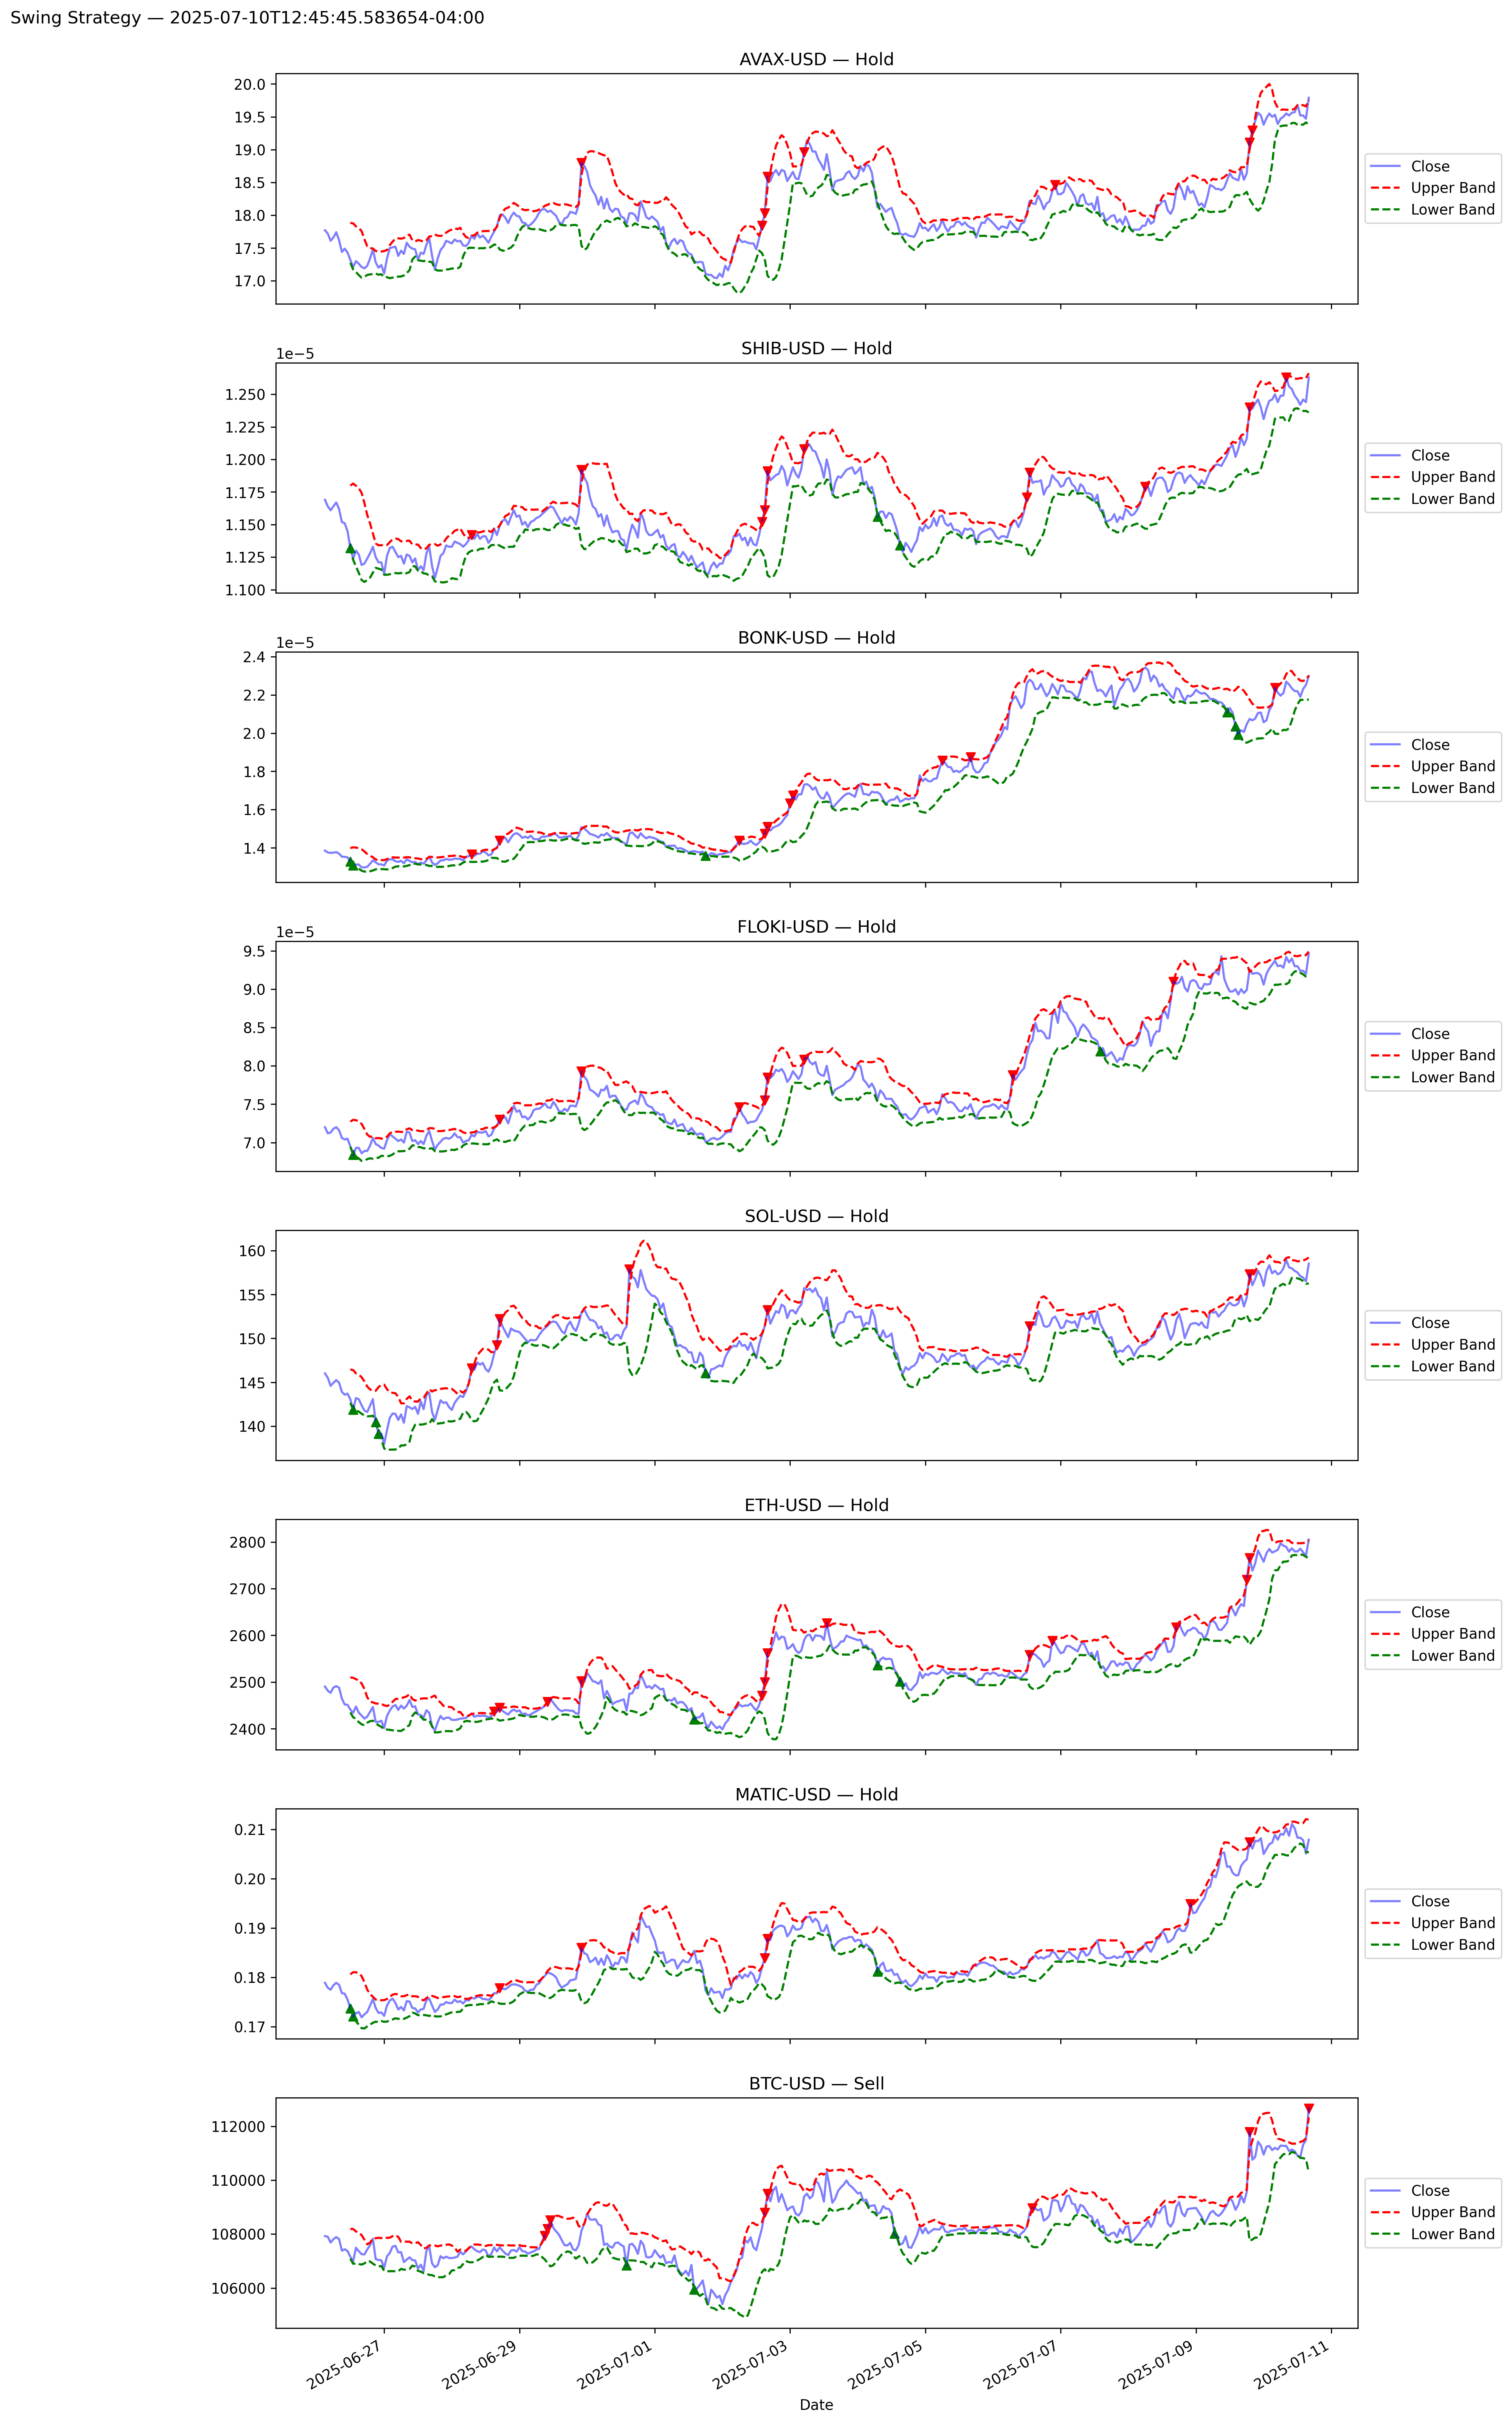 Swing Strategy — 2025-07-10T12:45:45.583654-04:00
AVAX-USD — Hold
20.0
19.5
19.0
18.5
18.0
17.5
17.0
Close
Upper Band
Lower Band
SHIB-USD — Hold
1e−5
1.250
1.225
1.200
1.175
1.150
1.125
1.100
Close
Upper Band
Lower Band
BONK-USD — Hold
1e−5
2.4
2.2
2.0
1.8
1.6
1.4
Close
Upper Band
Lower Band
FLOKI-USD — Hold
1e−5
9.5
9.0
8.5
8.0
7.5
7.0
Close
Upper Band
Lower Band
SOL-USD — Hold
160
155
150
145
140
Close
Upper Band
Lower Band
ETH-USD — Hold
2800
2700
2600
2500
2400
Close
Upper Band
Lower Band
MATIC-USD — Hold
0.21
0.20
0.19
0.18
0.17
Close
Upper Band
Lower Band
BTC-USD — Sell
112000
110000
108000
106000
Close
Upper Band
Lower Band
2025-06-27
2025-06-29
2025-07-01
2025-07-03
2025-07-05
2025-07-07
2025-07-09
2025-07-11
Date